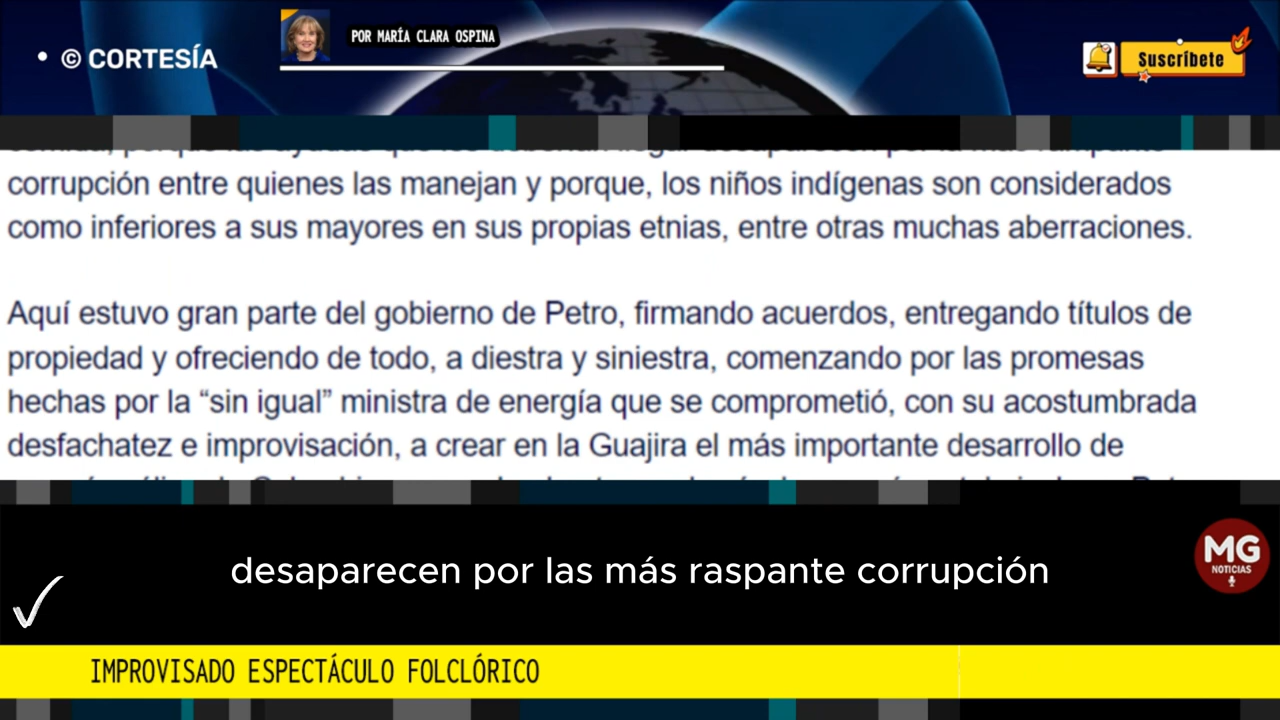 © CORTESÍA
POR MARÍA CLARA OSPINA
Suscríbete
corrupción entre quienes las manejan y porque, los niños indígenas son considerados
como inferiores a sus mayores en sus propias etnias, entre otras muchas aberraciones.
Aquí estuvo gran parte del gobierno de Petro, firmando acuerdos, entregando títulos de
propiedad y ofreciendo de todo, a diestra y siniestra, comenzando por las promesas
hechas por la “sin igual” ministra de energía que se comprometió, con su acostumbrada
desfachatez e improvisación, a crear en la Guajira el más importante desarrollo de
desaparecen por las más raspante corrupción
MG
NOTICIAS
IMPROVISADO ESPECTÁCULO FOLCLÓRICO